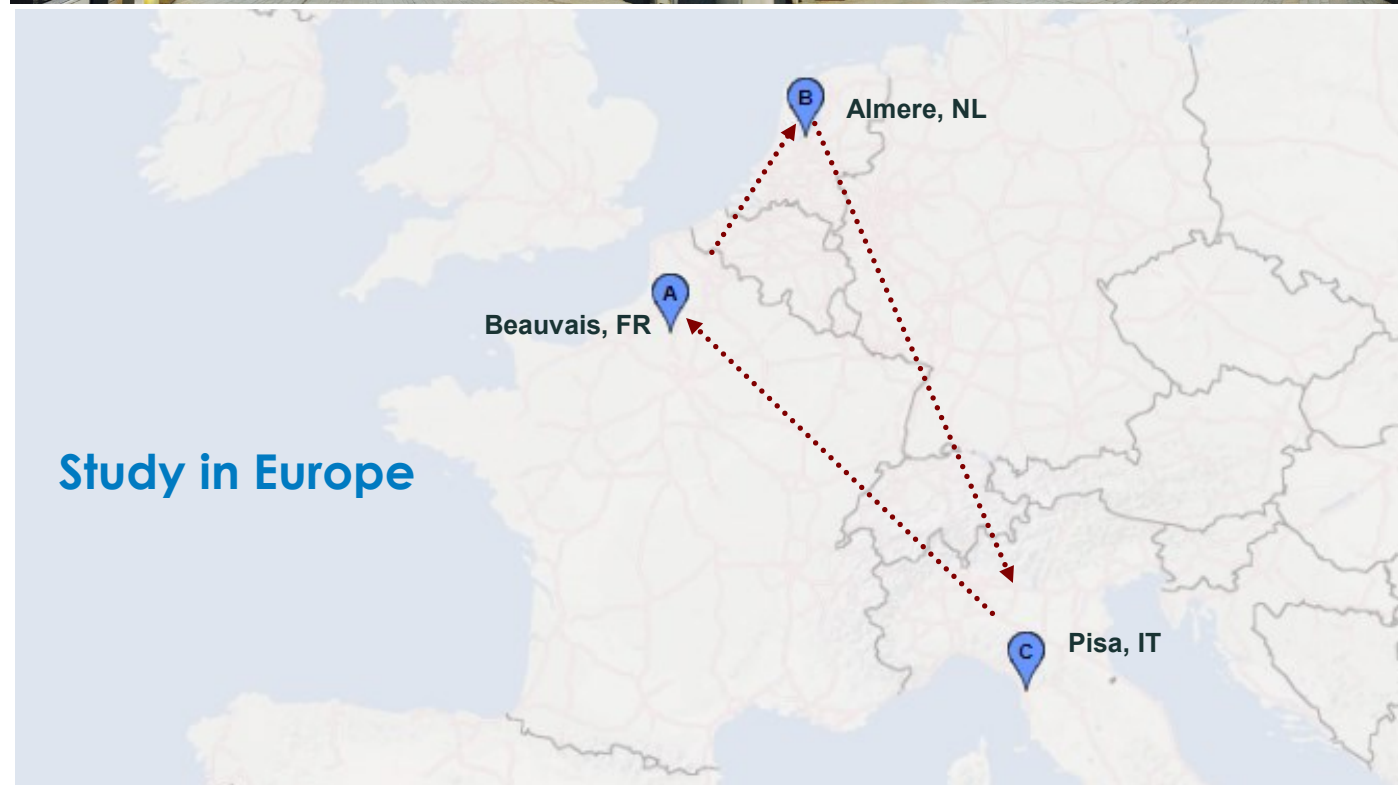 B
Almere, NL
A
Beauvais, FR
Study in Europe
C
Pisa, IT